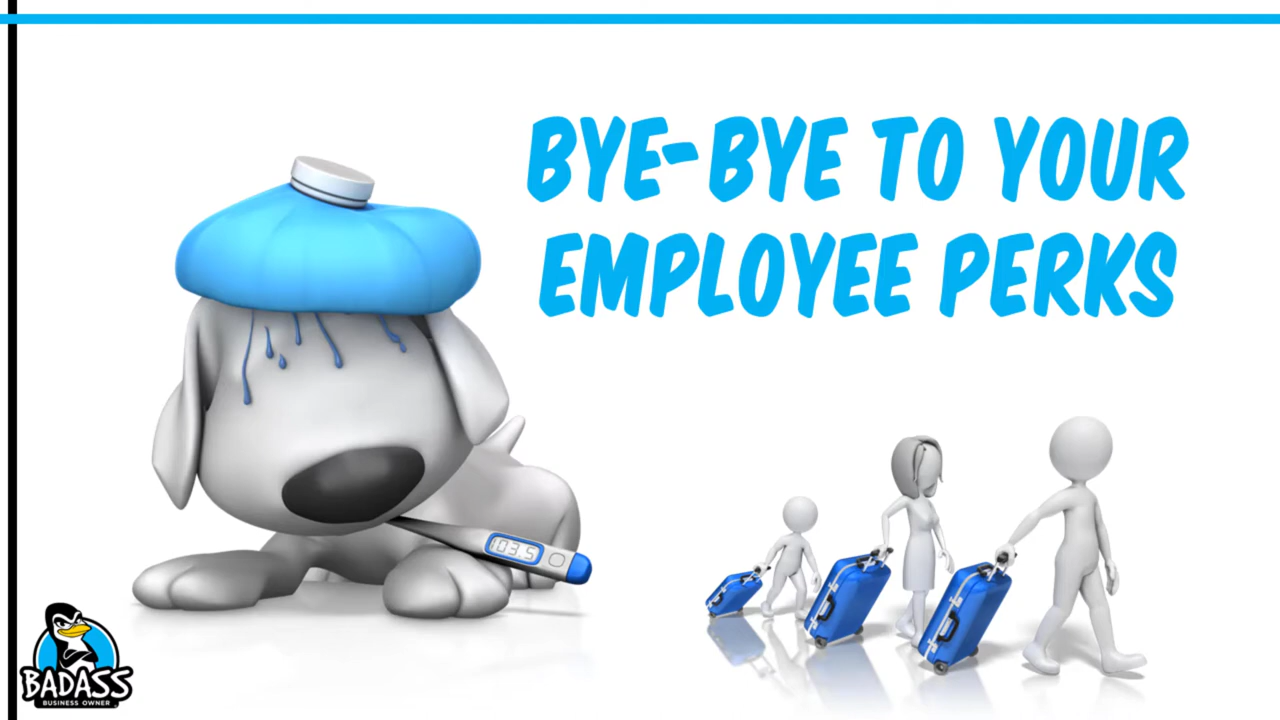 BYE-BYE TO YOUR
EMPLOYEE PERKS
103.5
BADASS
BUSINESS OWNER